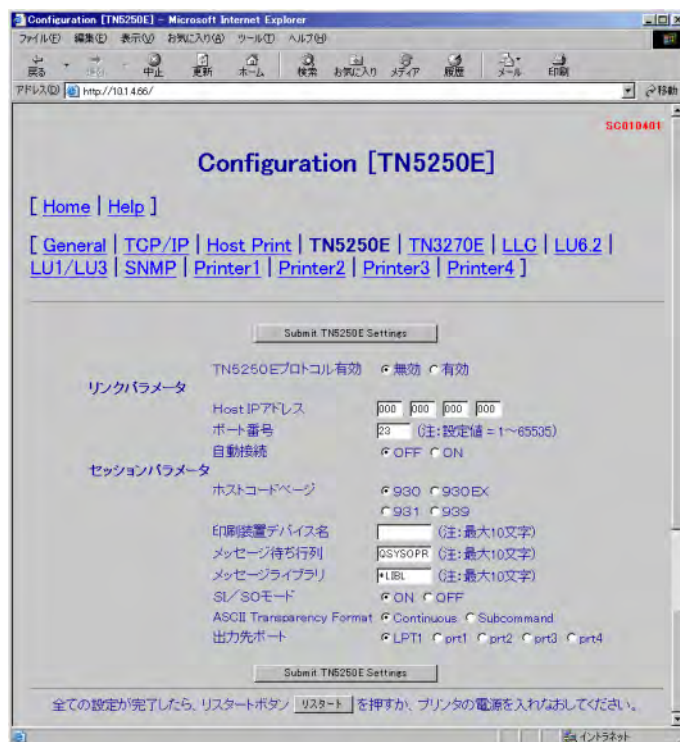 Configuration [TN5250E] - Microsoft Internet Explorer
ファイル(F) 編集(E) 表示(V) お気に入り(A) ツール(T) ヘルプ(H)
戻る 中止 更新 ホーム 検索 お気に入り メディア 履歴 メール 印刷
アドレス(D) http://10.1.4.66/ 移動
SC010401
Configuration [TN5250E]
[ Home | Help ]
[ General | TCP/IP | Host Print | TN5250E | TN3270E | LLC | LU6.2 |
LU1/LU3 | SNMP | Printer1 | Printer2 | Printer3 | Printer4 ]
Submit TN5250E Settings
TN5250Eプロトコル有効 無効 有効
リンクパラメータ
Host IPアドレス 000 000 000 000
ポート番号 23 (注:設定値 = 1～65535)
自動接続 OFF ON
セッションパラメータ
ホストコードページ 930 930EX
931 939
印刷装置デバイス名 (注:最大10文字)
メッセージ待ち行列 QSYSOPR (注:最大10文字)
メッセージライブラリ *LIBL (注:最大10文字)
SI/SOモード ON OFF
ASCII Transparency Format Continuous Subcommand
出力先ポート LPT1 prt1 prt2 prt3 prt4
Submit TN5250E Settings
全ての設定が完了したら、リスタートボタン リスタート を押すか、プリンタの電源を入れなおしてください。
イントラネット